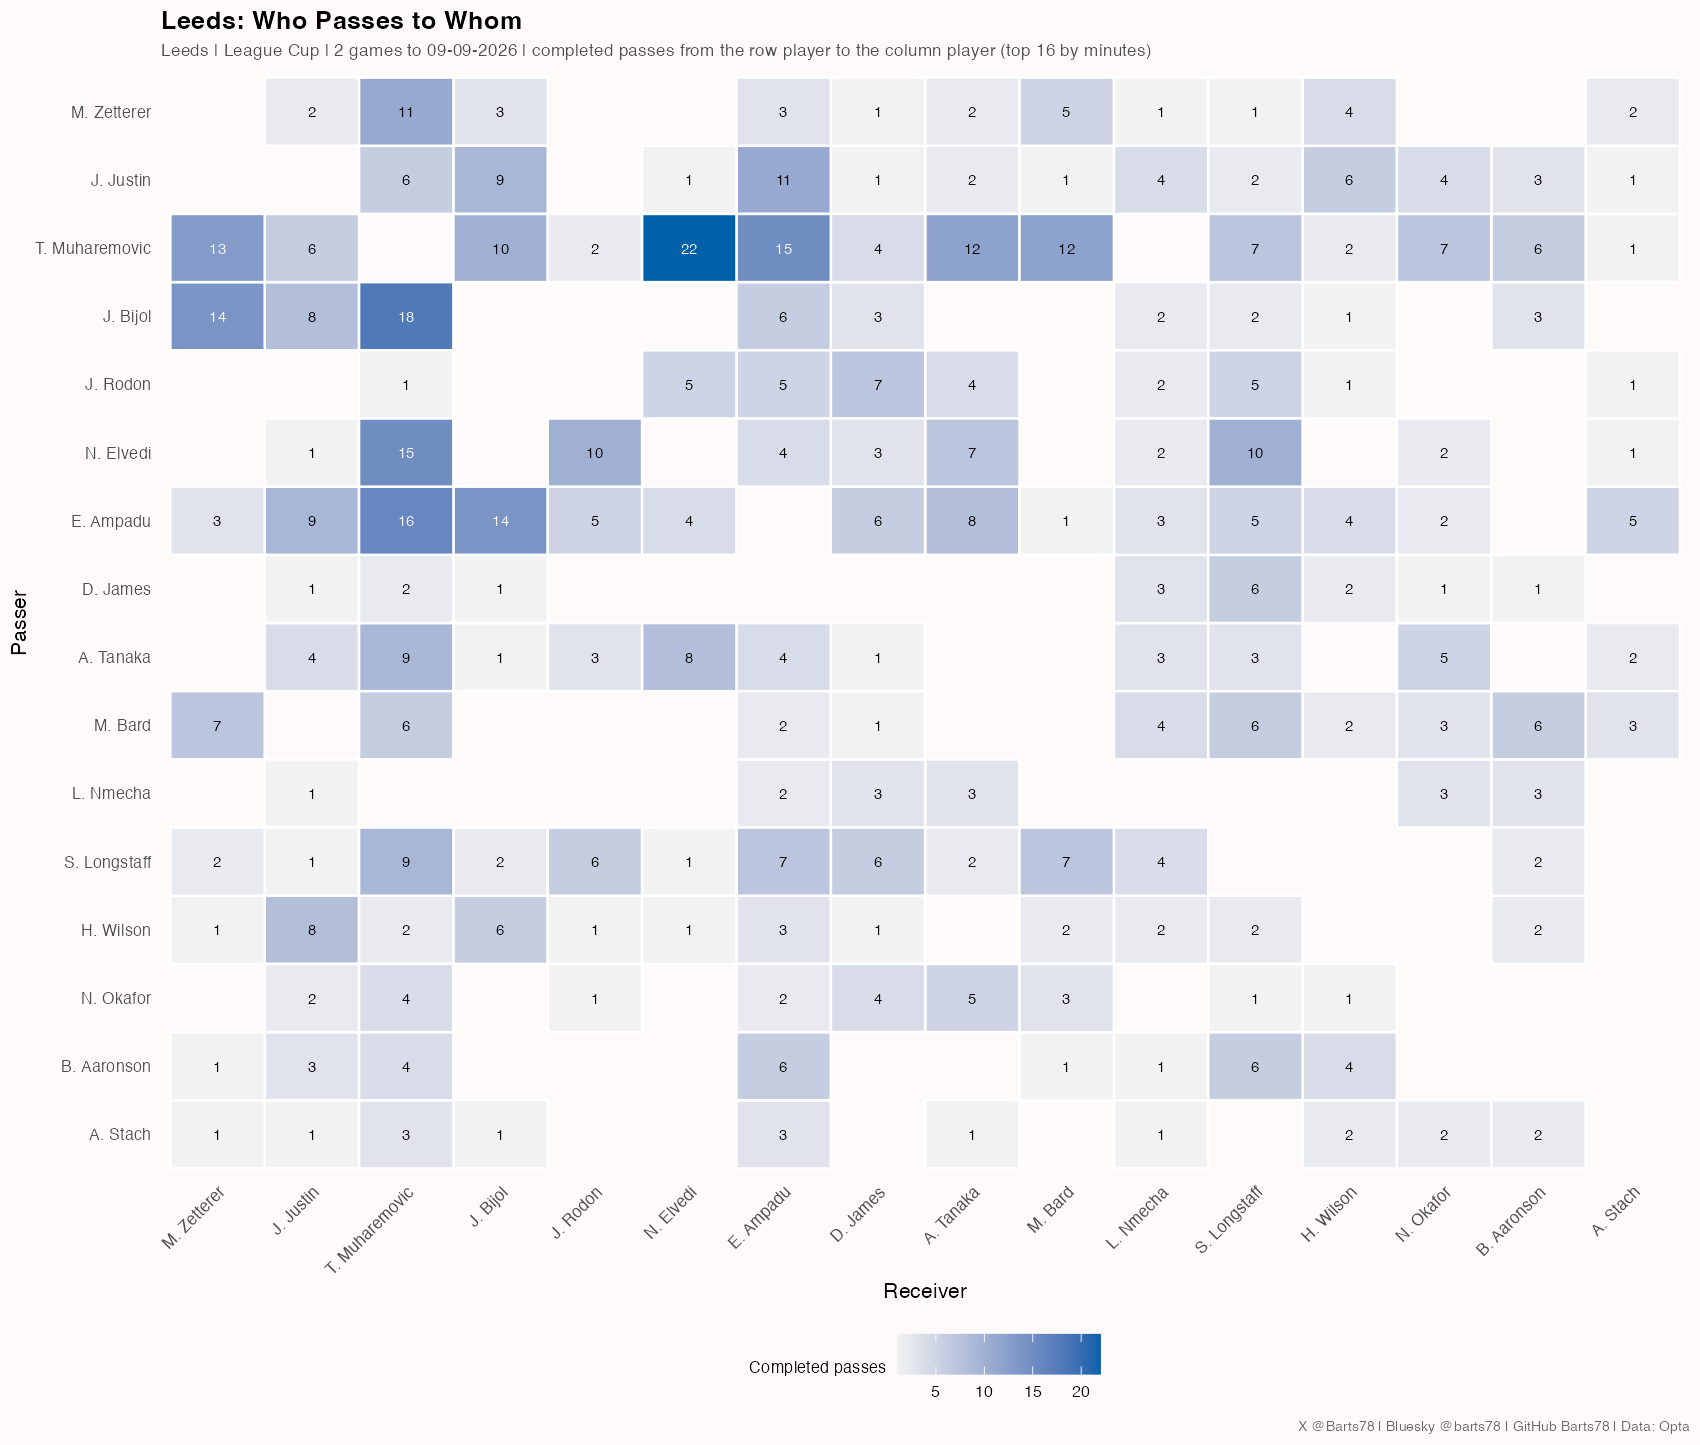 Leeds: Who Passes to Whom
Leeds | League Cup | 2 games to 09-09-2026 | completed passes from the row player to the column player (top 16 by minutes)
M. Zetterer 2 11 3 3 1 2 5 1 1 4 2
J. Justin 6 9 1 11 1 2 1 4 2 6 4 3 1
T. Muharemovic 13 6 10 2 22 15 4 12 12 7 2 7 6 1
J. Bijol 14 8 18 6 3 2 2 1 3
J. Rodon 1 5 5 7 4 2 5 1 1
N. Elvedi 1 15 10 4 3 7 2 10 2 1
E. Ampadu 3 9 16 14 5 4 6 8 1 3 5 4 2 5
D. James 1 2 1 3 6 2 1 1
A. Tanaka 4 9 1 3 8 4 1 3 3 5 2
M. Bard 7 6 2 1 4 6 2 3 6 3
L. Nmecha 1 2 3 3 3 3
S. Longstaff 2 1 9 2 6 1 7 6 2 7 4 2
H. Wilson 1 8 2 6 1 1 3 1 2 2 2 2
N. Okafor 2 4 1 2 4 5 3 1 1
B. Aaronson 1 3 4 6 1 1 6 4
A. Stach 1 1 3 1 3 1 1 2 2 2
Passer
M. Zetterer J. Justin T. Muharemovic J. Bijol J. Rodon N. Elvedi E. Ampadu D. James A. Tanaka M. Bard L. Nmecha S. Longstaff H. Wilson N. Okafor B. Aaronson A. Stach
Receiver
Completed passes
5 10 15 20
X @Barts78 | Bluesky @barts78 | GitHub Barts78 | Data: Opta